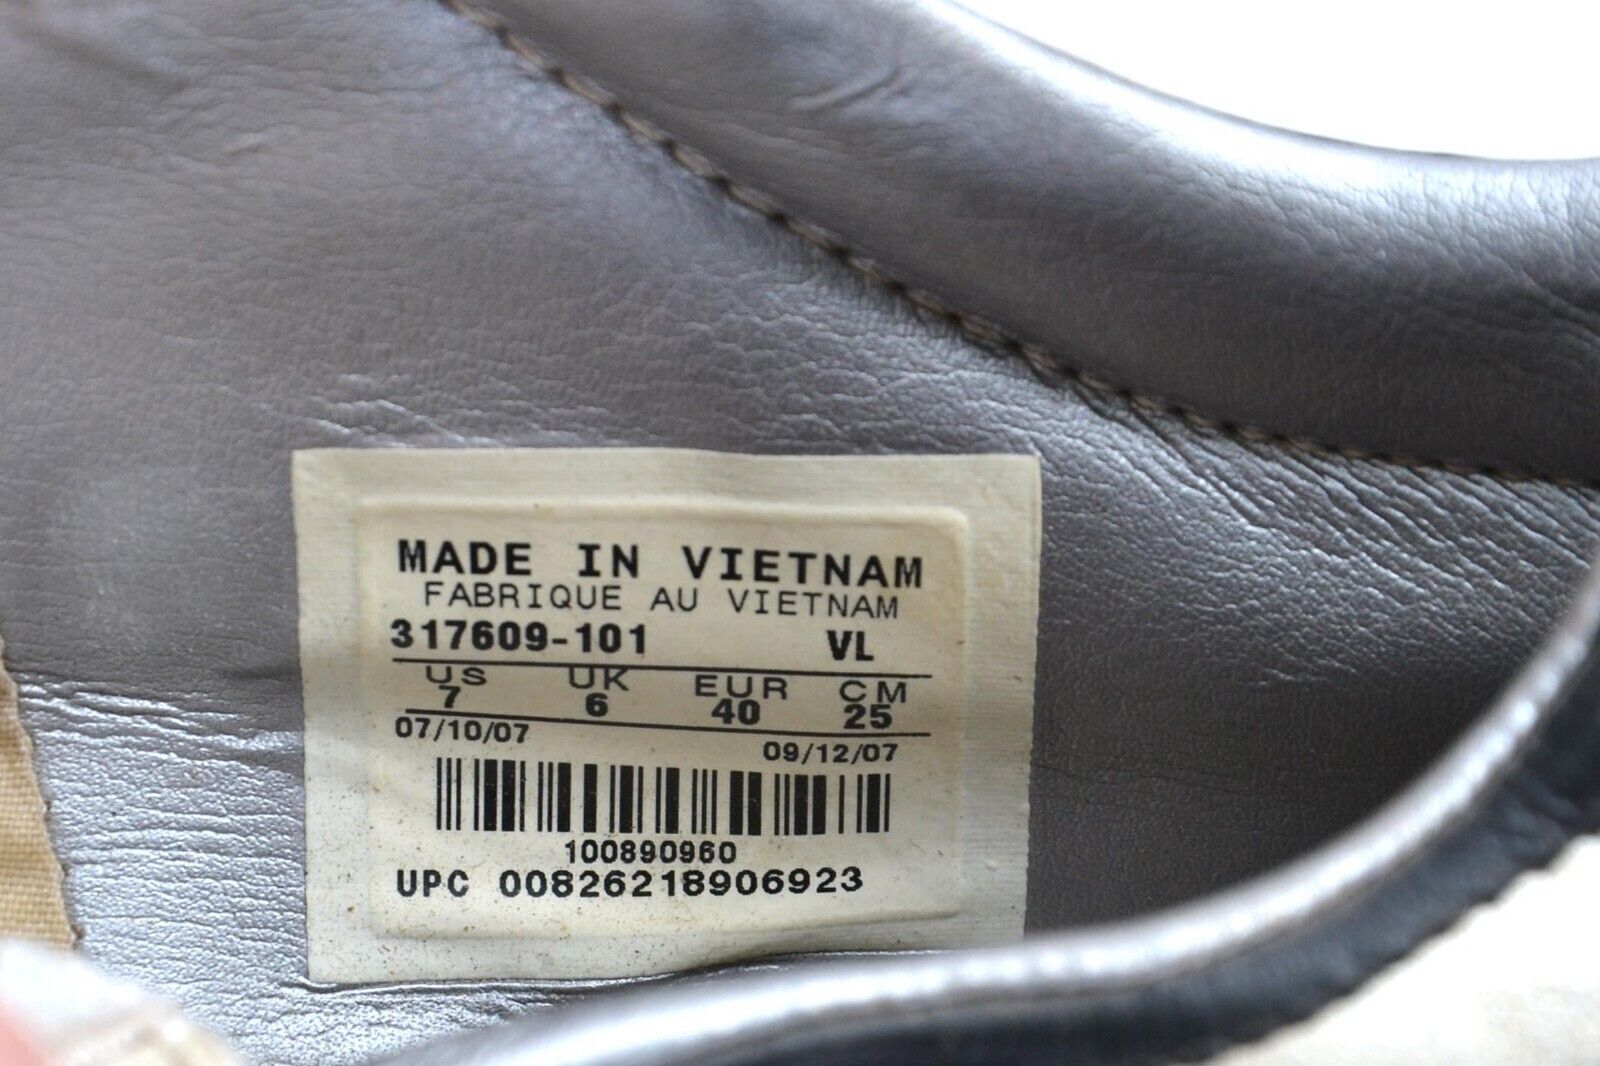 MADE IN VIETNAM
FABRIQUE AU VIETNAM
317609-101 VL
US UK EUR CM
7 6 40 25
07/10/07 09/12/07
100890960
UPC 00826218906923